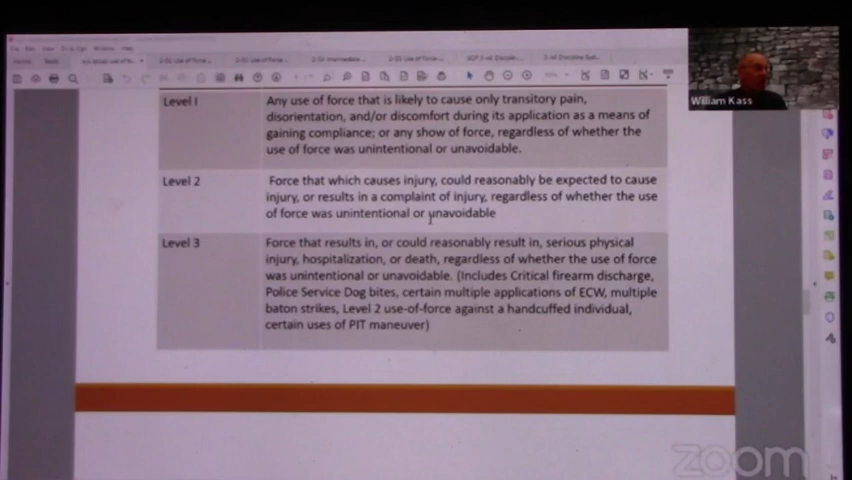 William Kass
Level I
Any use of force that is likely to cause only transitory pain,
disorientation, and/or discomfort during its application as a means of
gaining compliance; or any show of force, regardless of whether the
use of force was unintentional or unavoidable.
Level 2
Force that which causes injury, could reasonably be expected to cause
injury, or results in a complaint of injury, regardless of whether the use
of force was unintentional or unavoidable
Level 3
Force that results in, or could reasonably result in, serious physical
injury, hospitalization, or death, regardless of whether the use of force
was unintentional or unavoidable. (Includes Critical firearm discharge,
Police Service Dog bites, certain multiple applications of ECW, multiple
baton strikes, Level 2 use-of-force against a handcuffed individual,
certain uses of PIT maneuver)
zoom